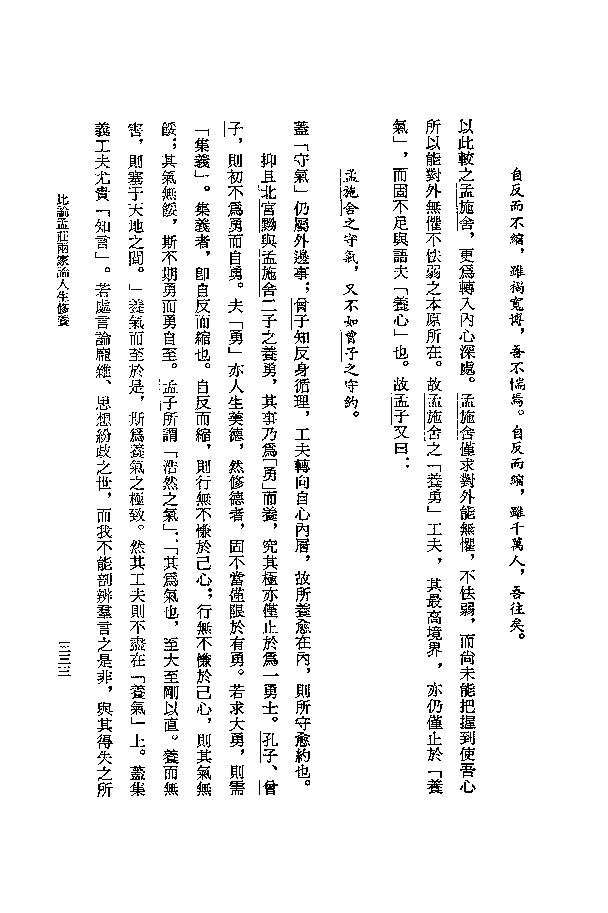 自反而不縮，雖褐寬博，吾不惴焉。自反而縮，雖千萬人，吾往矣。
以此較之孟施舍，更爲轉入內心深處。孟施舍僅求對外能無懼，不怯弱，而尙未能把握到使吾心
所以能對外無懼不怯弱之本原所在。故孟施舍之「養勇」工夫，其最高境界，亦仍僅止於「養
氣」，而固不足與語夫「養心」也。故孟子又曰：
孟施舍之守氣，又不如曾子之守約。
蓋「守氣」仍屬外邊事；曾子知反身循理，工夫轉向自心內層，故所養愈在內，則所守愈約也。
抑且北宮黝與孟施舍二子之養勇，其事乃爲「勇」而養，究其極亦僅止於爲一勇士。孔子、曾
子，則初不爲勇而自勇。夫「勇」亦人生美德，然修德者，固不當僅限於有勇。若求大勇，則需
「集義」。集義者，卽自反而縮也。自反而縮，則行無不慊於己心；行無不慊於己心，則其氣無
餒；其氣無餒，斯不期勇而勇自至。孟子所謂「浩然之氣」：「其爲氣也，至大至剛以直。養而無
害，則塞于天地之間。」養氣而至於是，斯爲養氣之極致。然其工夫則不盡在「養氣」上。蓋集
義工夫尤貴「知言」。若處言論龐雜、思想紛歧之世，而我不能剖辨羣言之是非，與其得失之所
比論孟莊兩家論人生修養
三三三